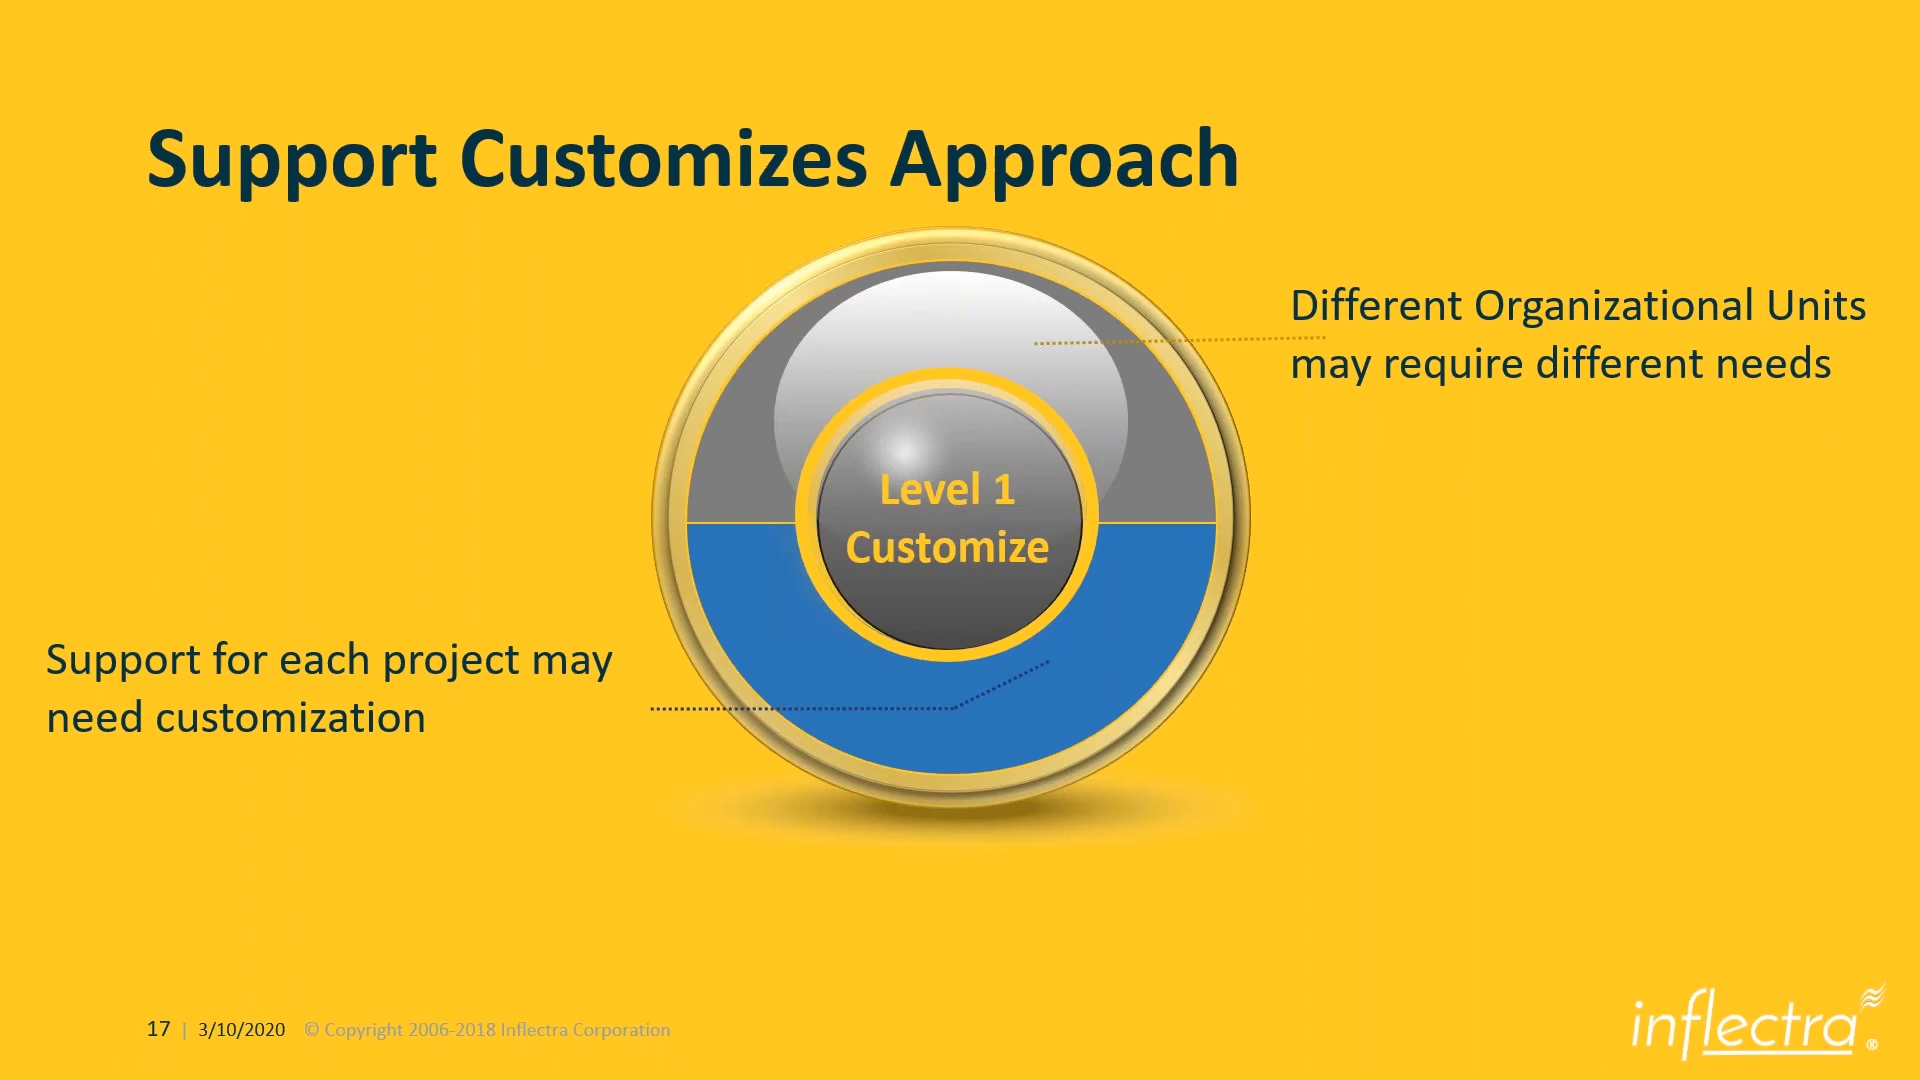 Support Customizes Approach
Different Organizational Units
may require different needs
Level 1
Customize
Support for each project may
need customization
17 | 3/10/2020 © Copyright 2006-2018 Inflectra Corporation
inflectra®